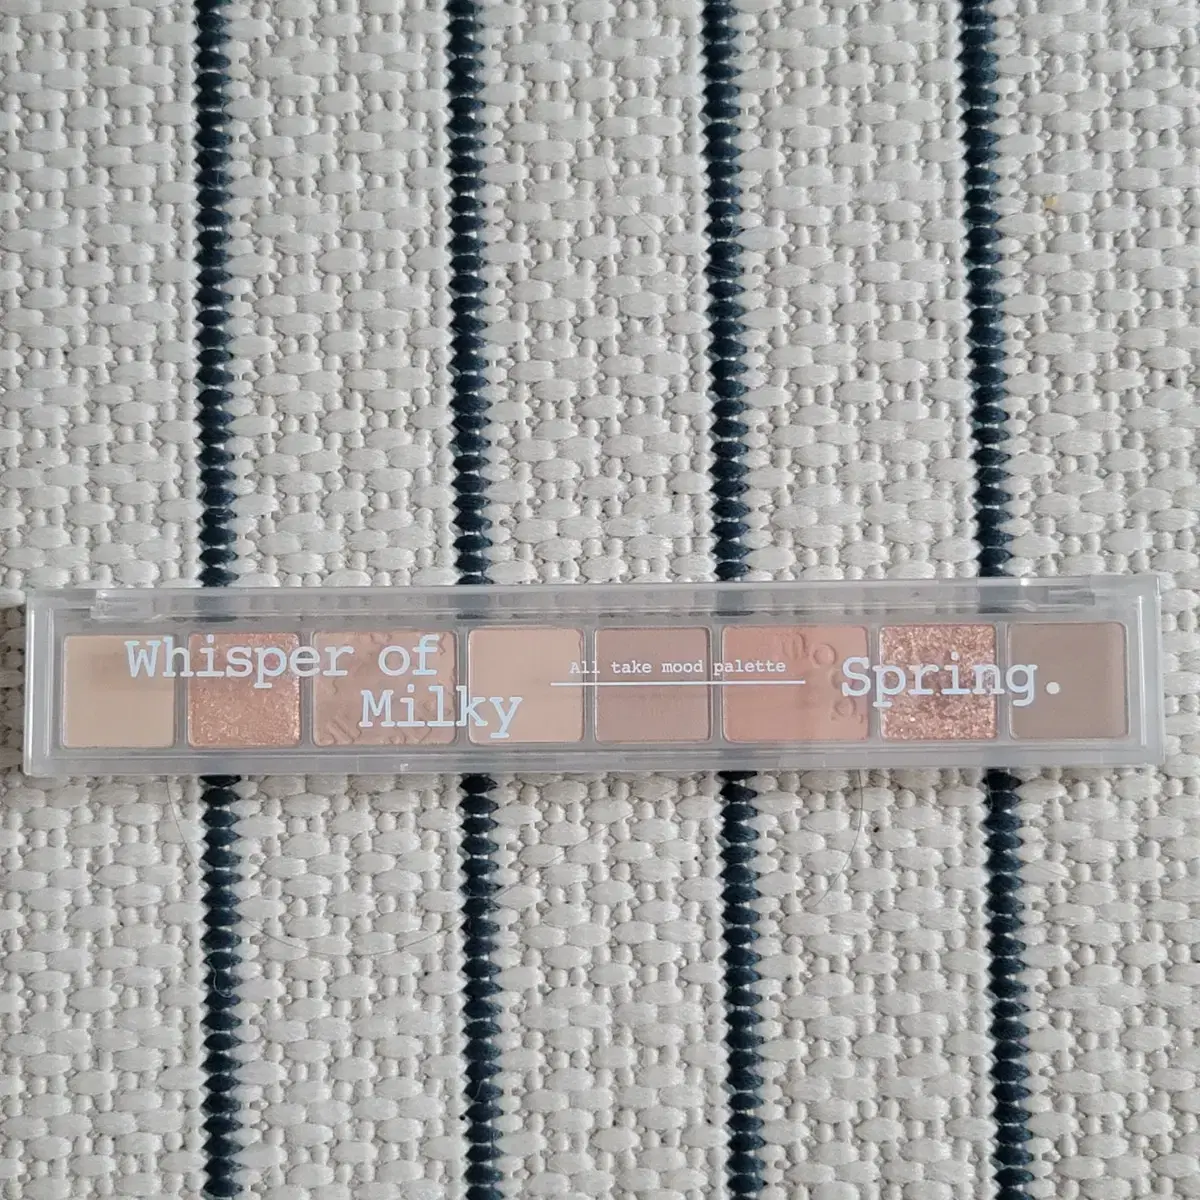 Whisper of
Milky
All take mood palette
Spring.